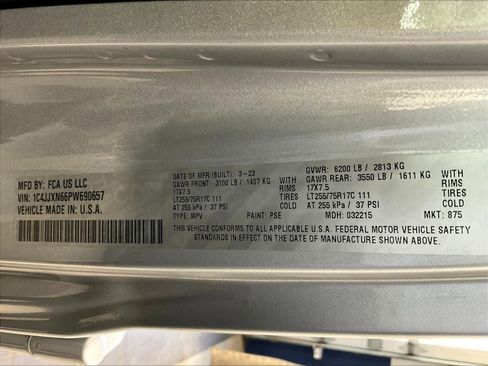 MFD BY: FCA US LLC
VIN: 1C4JJXN66PW690657
VEHICLE MADE IN: U.S.A.
DATE OF MFR (BUILT): 3-23 GVWR: 6200 LB / 2813 KG
GAWR FRONT: 3100 LB / 1407 KG WITH GAWR REAR: 3550 LB / 1611 KG WITH
17X7.5 RIMS 17X7.5 RIMS
LT255/75R17C 111 TIRES LT255/75R17C 111 TIRES
AT 255 kPa / 37 PSI COLD AT 255 kPa / 37 PSI COLD
TYPE: MPV PAINT: PSE MDH: 032215 MKT: 875
THIS VEHICLE CONFORMS TO ALL APPLICABLE U.S.A. FEDERAL MOTOR VEHICLE SAFETY
STANDARDS IN EFFECT ON THE DATE OF MANUFACTURE SHOWN ABOVE.